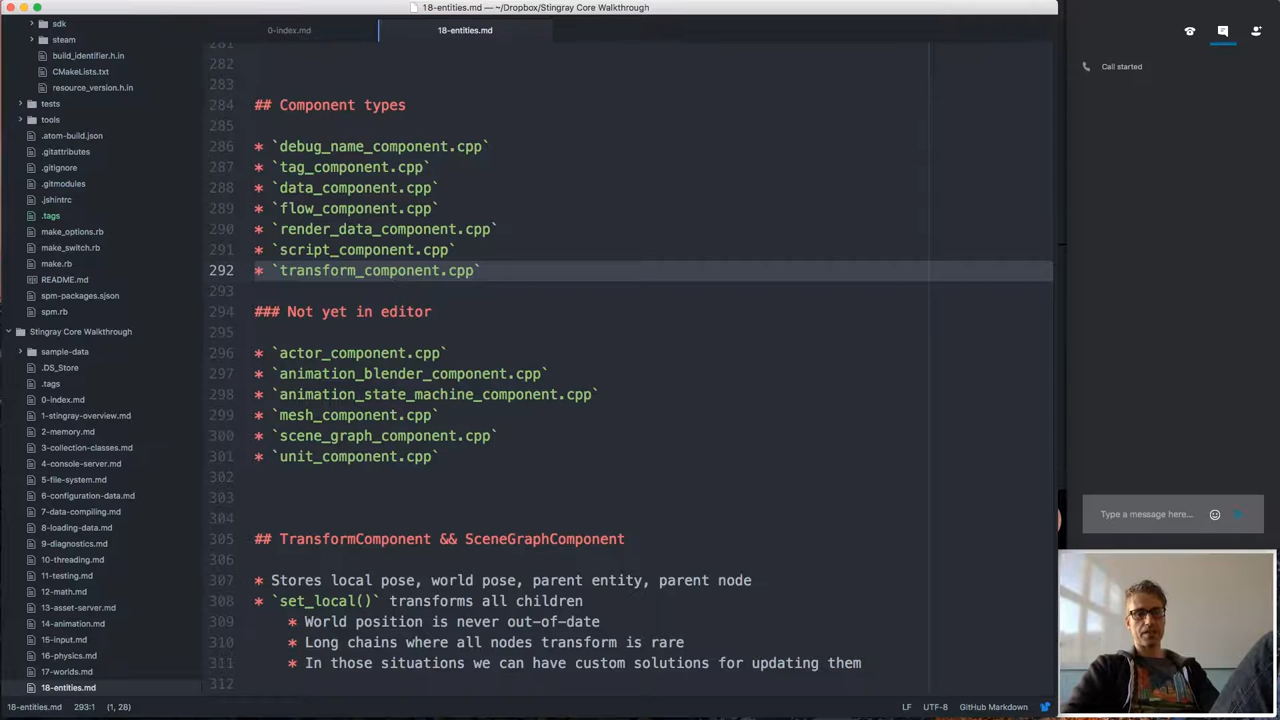 18-entities.md — ~/Dropbox/Stingray Core Walkthrough
sdk
steam
build_identifier.h.in
CMakeLists.txt
resource_version.h.in
tests
tools
.atom-build.json
.gitattributes
.gitignore
.gitmodules
.jshintrc
.tags
make_options.rb
make_switch.rb
make.rb
README.md
spm-packages.sjson
spm.rb
Stingray Core Walkthrough
sample-data
.DS_Store
.tags
0-index.md
1-stingray-overview.md
2-memory.md
3-collection-classes.md
4-console-server.md
5-file-system.md
6-configuration-data.md
7-data-compiling.md
8-loading-data.md
9-diagnostics.md
10-threading.md
11-testing.md
12-math.md
13-asset-server.md
14-animation.md
15-input.md
16-physics.md
17-worlds.md
18-entities.md
0-index.md
18-entities.md
281
282
283
284 ## Component types
285
286 * `debug_name_component.cpp`
287 * `tag_component.cpp`
288 * `data_component.cpp`
289 * `flow_component.cpp`
290 * `render_data_component.cpp`
291 * `script_component.cpp`
292 * `transform_component.cpp`
293
294 ### Not yet in editor
295
296 * `actor_component.cpp`
297 * `animation_blender_component.cpp`
298 * `animation_state_machine_component.cpp`
299 * `mesh_component.cpp`
300 * `scene_graph_component.cpp`
301 * `unit_component.cpp`
302
303
304
305 ## TransformComponent && SceneGraphComponent
306
307 * Stores local pose, world pose, parent entity, parent node
308 * `set_local()` transforms all children
309 * World position is never out-of-date
310 * Long chains where all nodes transform is rare
311 * In those situations we can have custom solutions for updating them
312
18-entities.md 293:1 (1, 28)
LF UTF-8 GitHub Markdown
Call started
Type a message here...